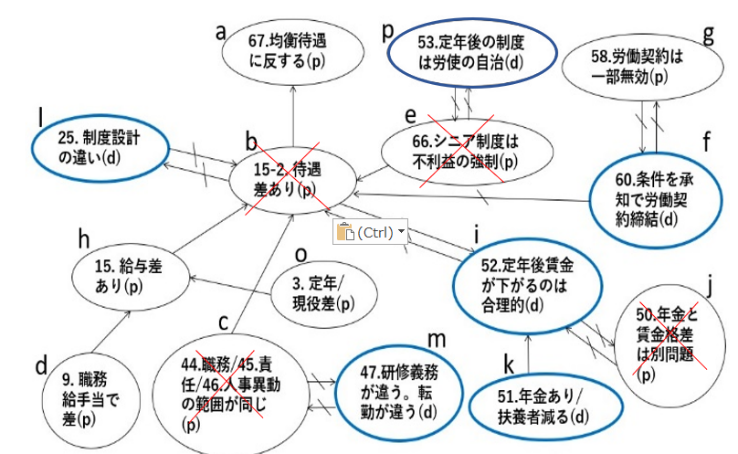 a
67.均衡待遇
に反する(p)
p
53.定年後の制度
は労使の自治(d)
g
58.労働契約は
一部無効(p)
l
25. 制度設計
の違い(d)
b
15-2. 待遇
差あり(p)
e
66.シニア制度は
不利益の強制(p)
f
60.条件を承
知で労働契
約締結(d)
(Ctrl)
h
15. 給与差
あり(p)
o
3. 定年/
現役差(p)
i
52.定年後賃金
が下がるのは
合理的(d)
j
50.年金と
賃金格差
は別問題
(p)
d
9. 職務
給手当で
差(p)
c
44.職務/45.責
任/46.人事異動
の範囲が同じ
(p)
m
47.研修義務
が違う。転
勤が違う(d)
k
51.年金あり/
扶養者減る(d)